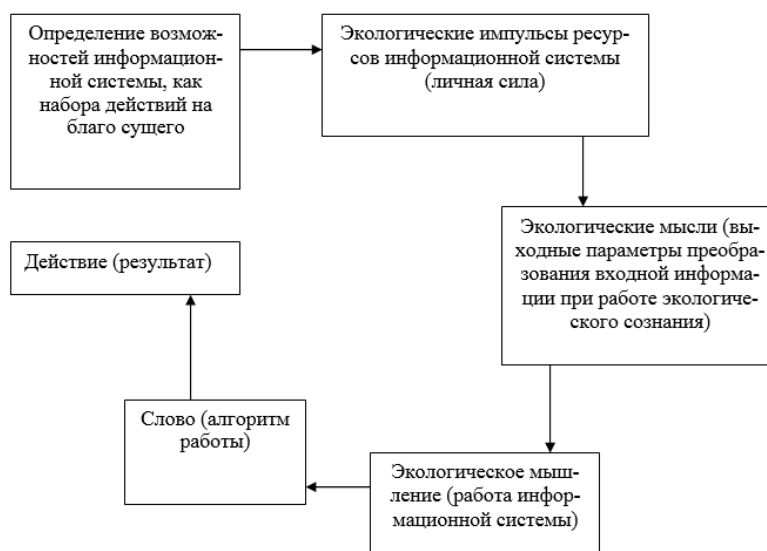 Определение возмож-
ностей информацион-
ной системы, как
набора действий на
благо сущего
Экологические импульсы ресур-
сов информационной системы
(личная сила)
Экологические мысли (вы-
ходные параметры преобра-
зования входной информа-
ции при работе экологиче-
ского сознания)
Экологическое мыш-
ление (работа инфор-
мационной системы)
Слово (алгоритм
работы)
Действие (результат)